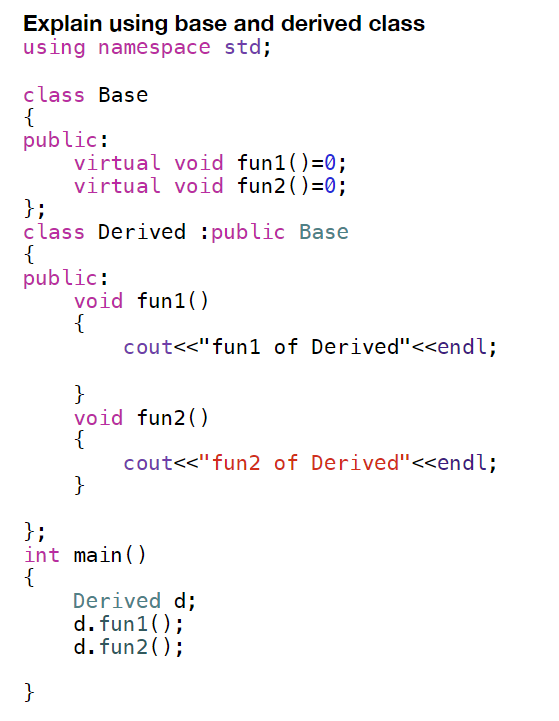 Explain using base and derived class
using namespace std;
class Base
{
public:
    virtual void fun1()=0;
    virtual void fun2()=0;
};
class Derived :public Base
{
public:
    void fun1()
    {
        cout<<"fun1 of Derived"<<endl;
    }
    void fun2()
    {
        cout<<"fun2 of Derived"<<endl;
    }
};
int main()
{
    Derived d;
    d.fun1();
    d.fun2();
}